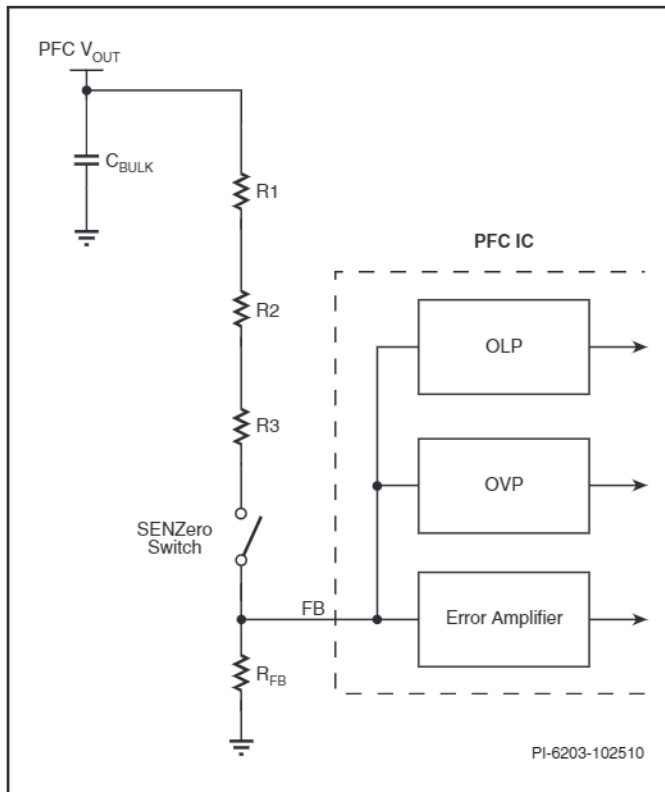 PFC VOUT
CBULK
R1
PFC IC
R2
OLP
R3
OVP
SENZero
Switch
FB
Error Amplifier
RFB
PI-6203-102510